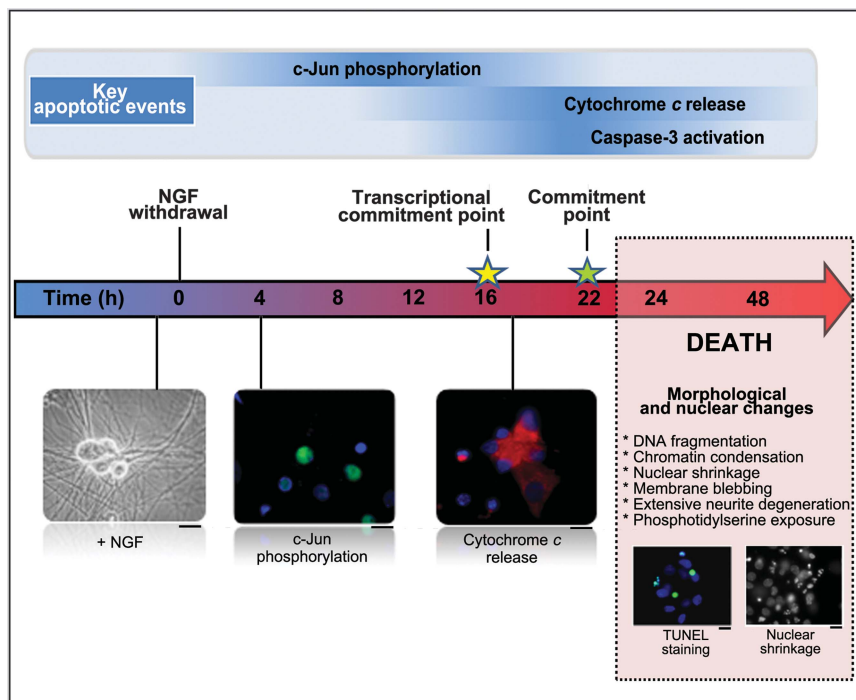 Key
apoptotic events
c-Jun phosphorylation
Cytochrome c release
Caspase-3 activation
NGF
withdrawal
Transcriptional
commitment point
Commitment
point
Time (h) 0 4 8 12 16 22 24 48
DEATH
Morphological
and nuclear changes
* DNA fragmentation
* Chromatin condensation
* Nuclear shrinkage
* Membrane blebbing
* Extensive neurite degeneration
* Phosphotidylserine exposure
+ NGF
c-Jun
phosphorylation
Cytochrome c
release
TUNEL
staining
Nuclear
shrinkage